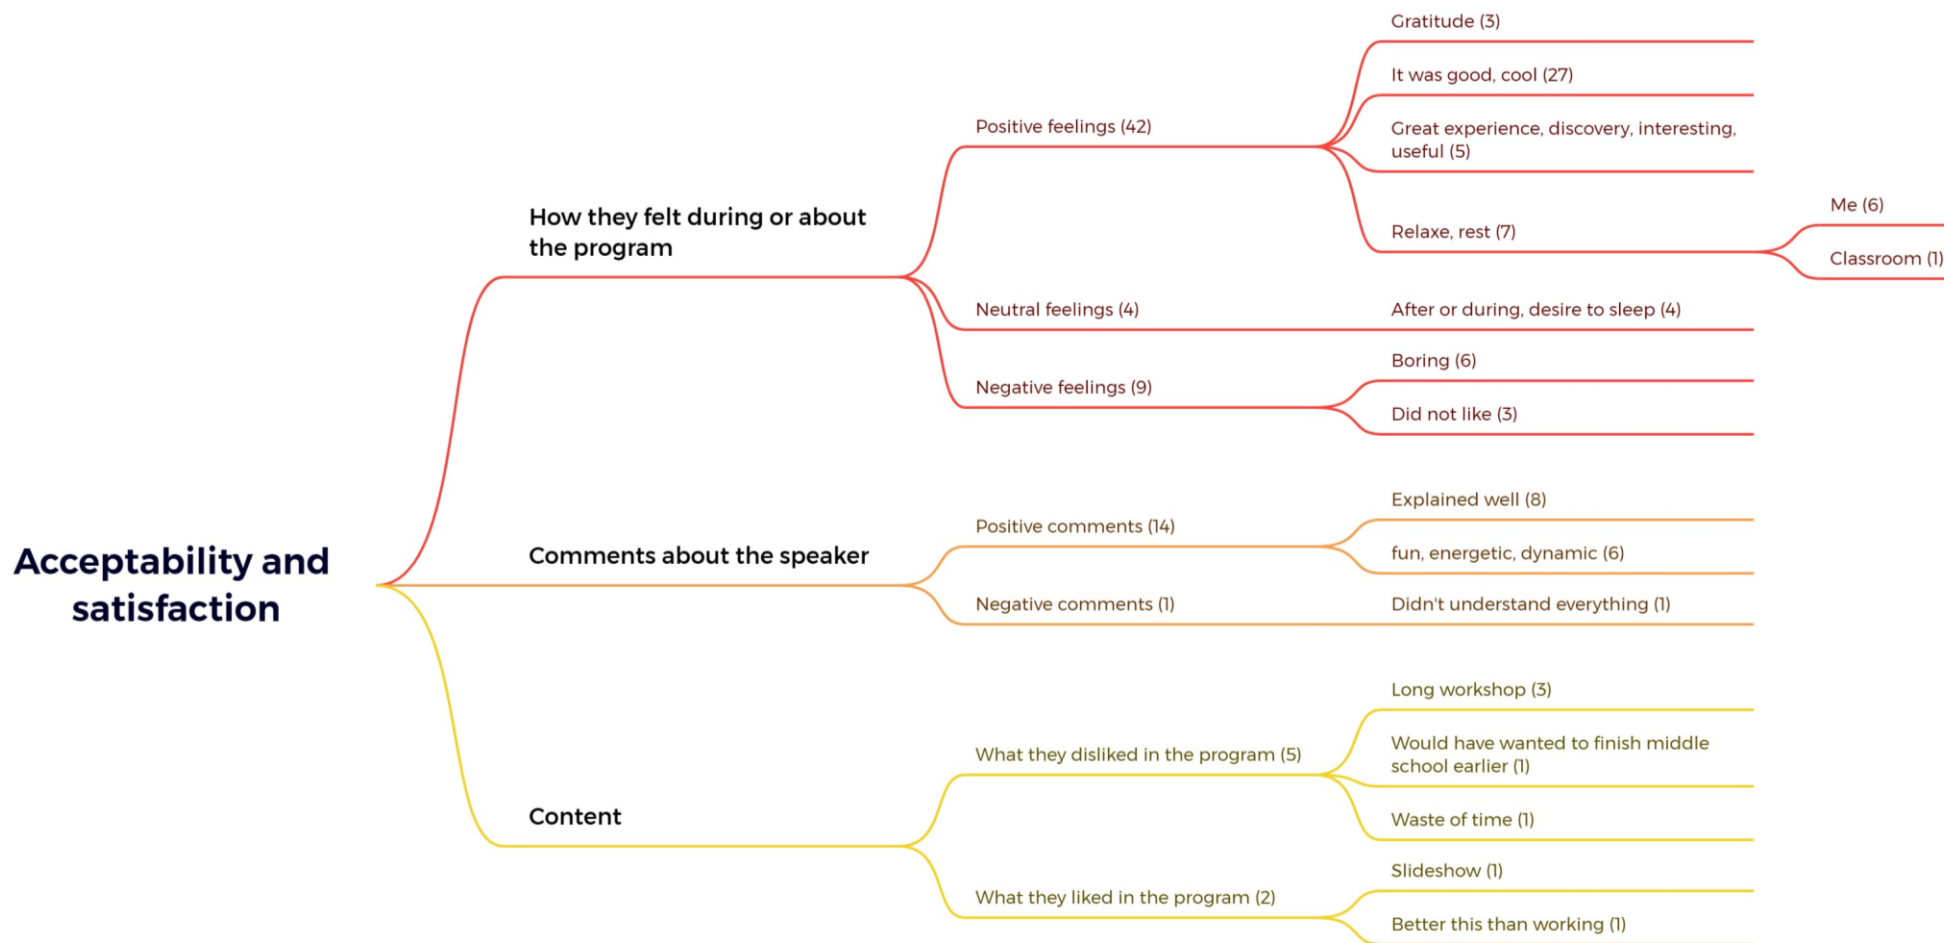 Gratitude (3)
It was good, cool (27)
Positive feelings (42)
Great experience, discovery, interesting,
useful (5)
How they felt during or about
the program
Relaxe, rest (7)
Me (6)
Classroom (1)
Neutral feelings (4)
After or during, desire to sleep (4)
Negative feelings (9)
Boring (6)
Did not like (3)
Acceptability and
satisfaction
Comments about the speaker
Positive comments (14)
Explained well (8)
fun, energetic, dynamic (6)
Negative comments (1)
Didn't understand everything (1)
Content
What they disliked in the program (5)
Long workshop (3)
Would have wanted to finish middle
school earlier (1)
Waste of time (1)
What they liked in the program (2)
Slideshow (1)
Better this than working (1)